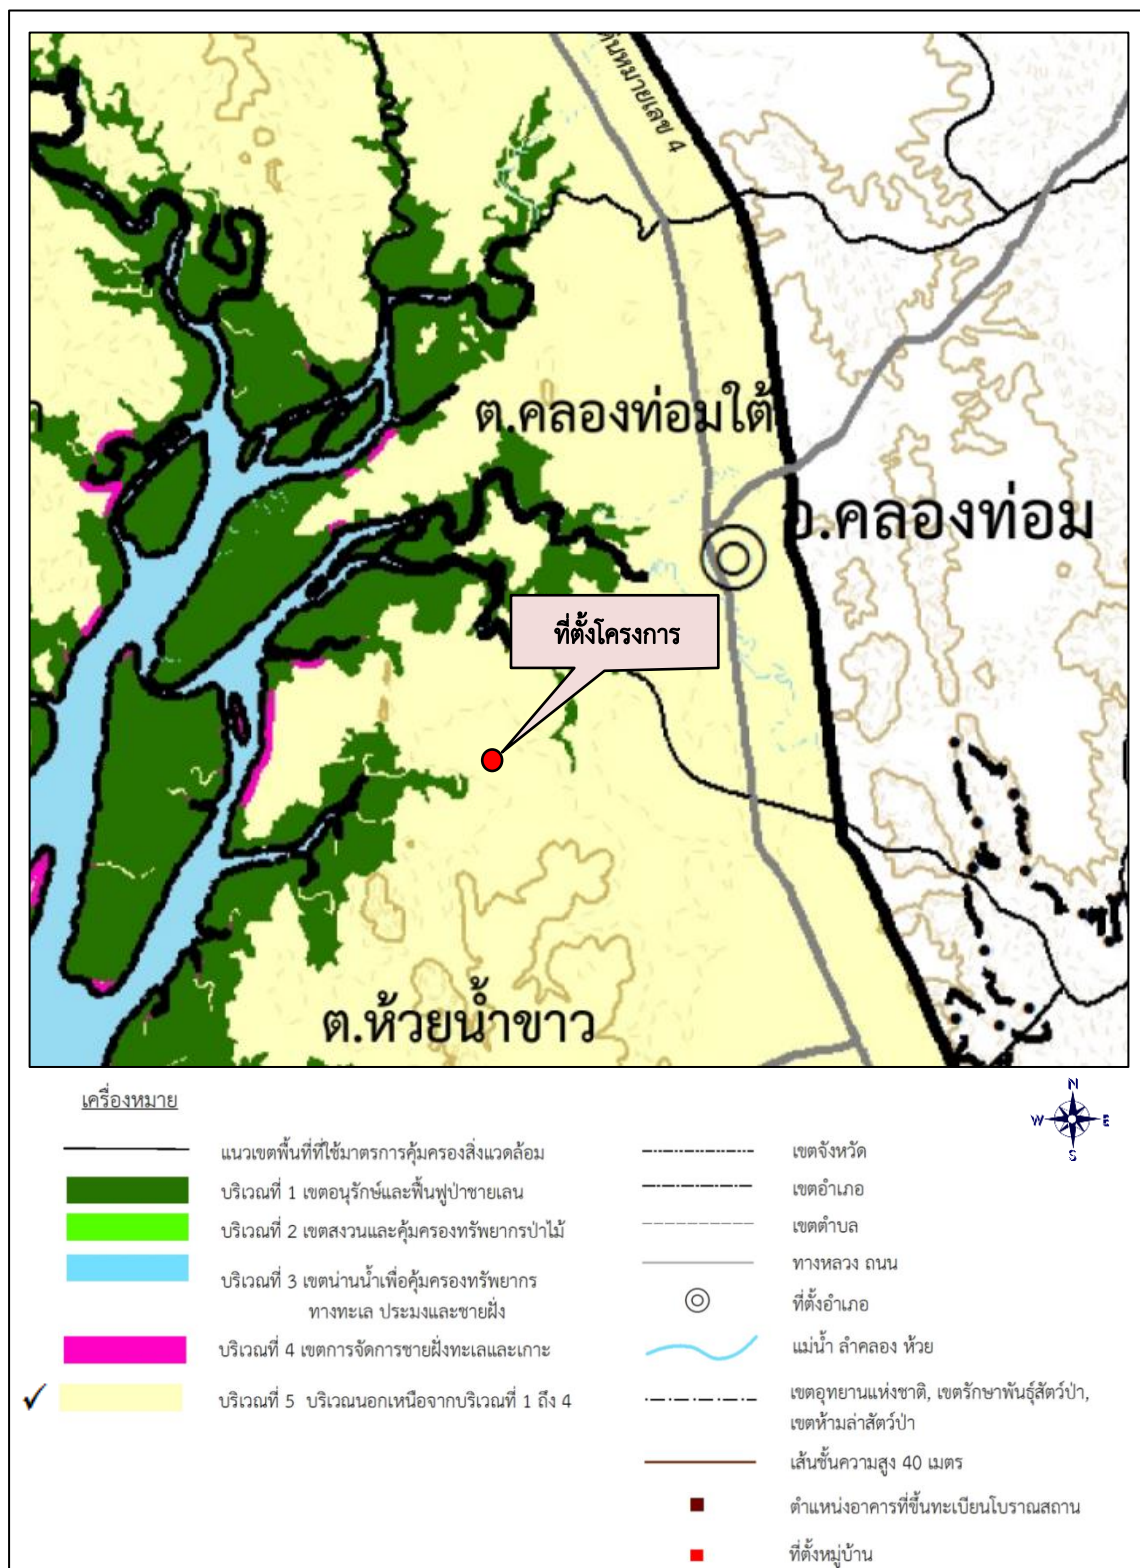 ดินหมายเลข 4
ต.คลองท่อมใต้
อ.คลองท่อม
ที่ตั้งโครงการ
ต.ห้วยน้ำขาว
เครื่องหมาย
แนวเขตพื้นที่ที่ใช้มาตรการคุ้มครองสิ่งแวดล้อม
บริเวณที่ 1 เขตอนุรักษ์และฟื้นฟูป่าชายเลน
บริเวณที่ 2 เขตสงวนและคุ้มครองทรัพยากรป่าไม้
บริเวณที่ 3 เขตน่านน้ำเพื่อคุ้มครองทรัพยากร
ทางทะเล ประมงและชายฝั่ง
บริเวณที่ 4 เขตการจัดการชายฝั่งทะเลและเกาะ
✓ บริเวณที่ 5 บริเวณนอกเหนือจากบริเวณที่ 1 ถึง 4
N
W E
S
เขตจังหวัด
เขตอำเภอ
เขตตำบล
ทางหลวง ถนน
ที่ตั้งอำเภอ
แม่น้ำ ลำคลอง ห้วย
เขตอุทยานแห่งชาติ, เขตรักษาพันธุ์สัตว์ป่า,
เขตห้ามล่าสัตว์ป่า
เส้นชั้นความสูง 40 เมตร
ตำแหน่งอาคารที่ขึ้นทะเบียนโบราณสถาน
ที่ตั้งหมู่บ้าน